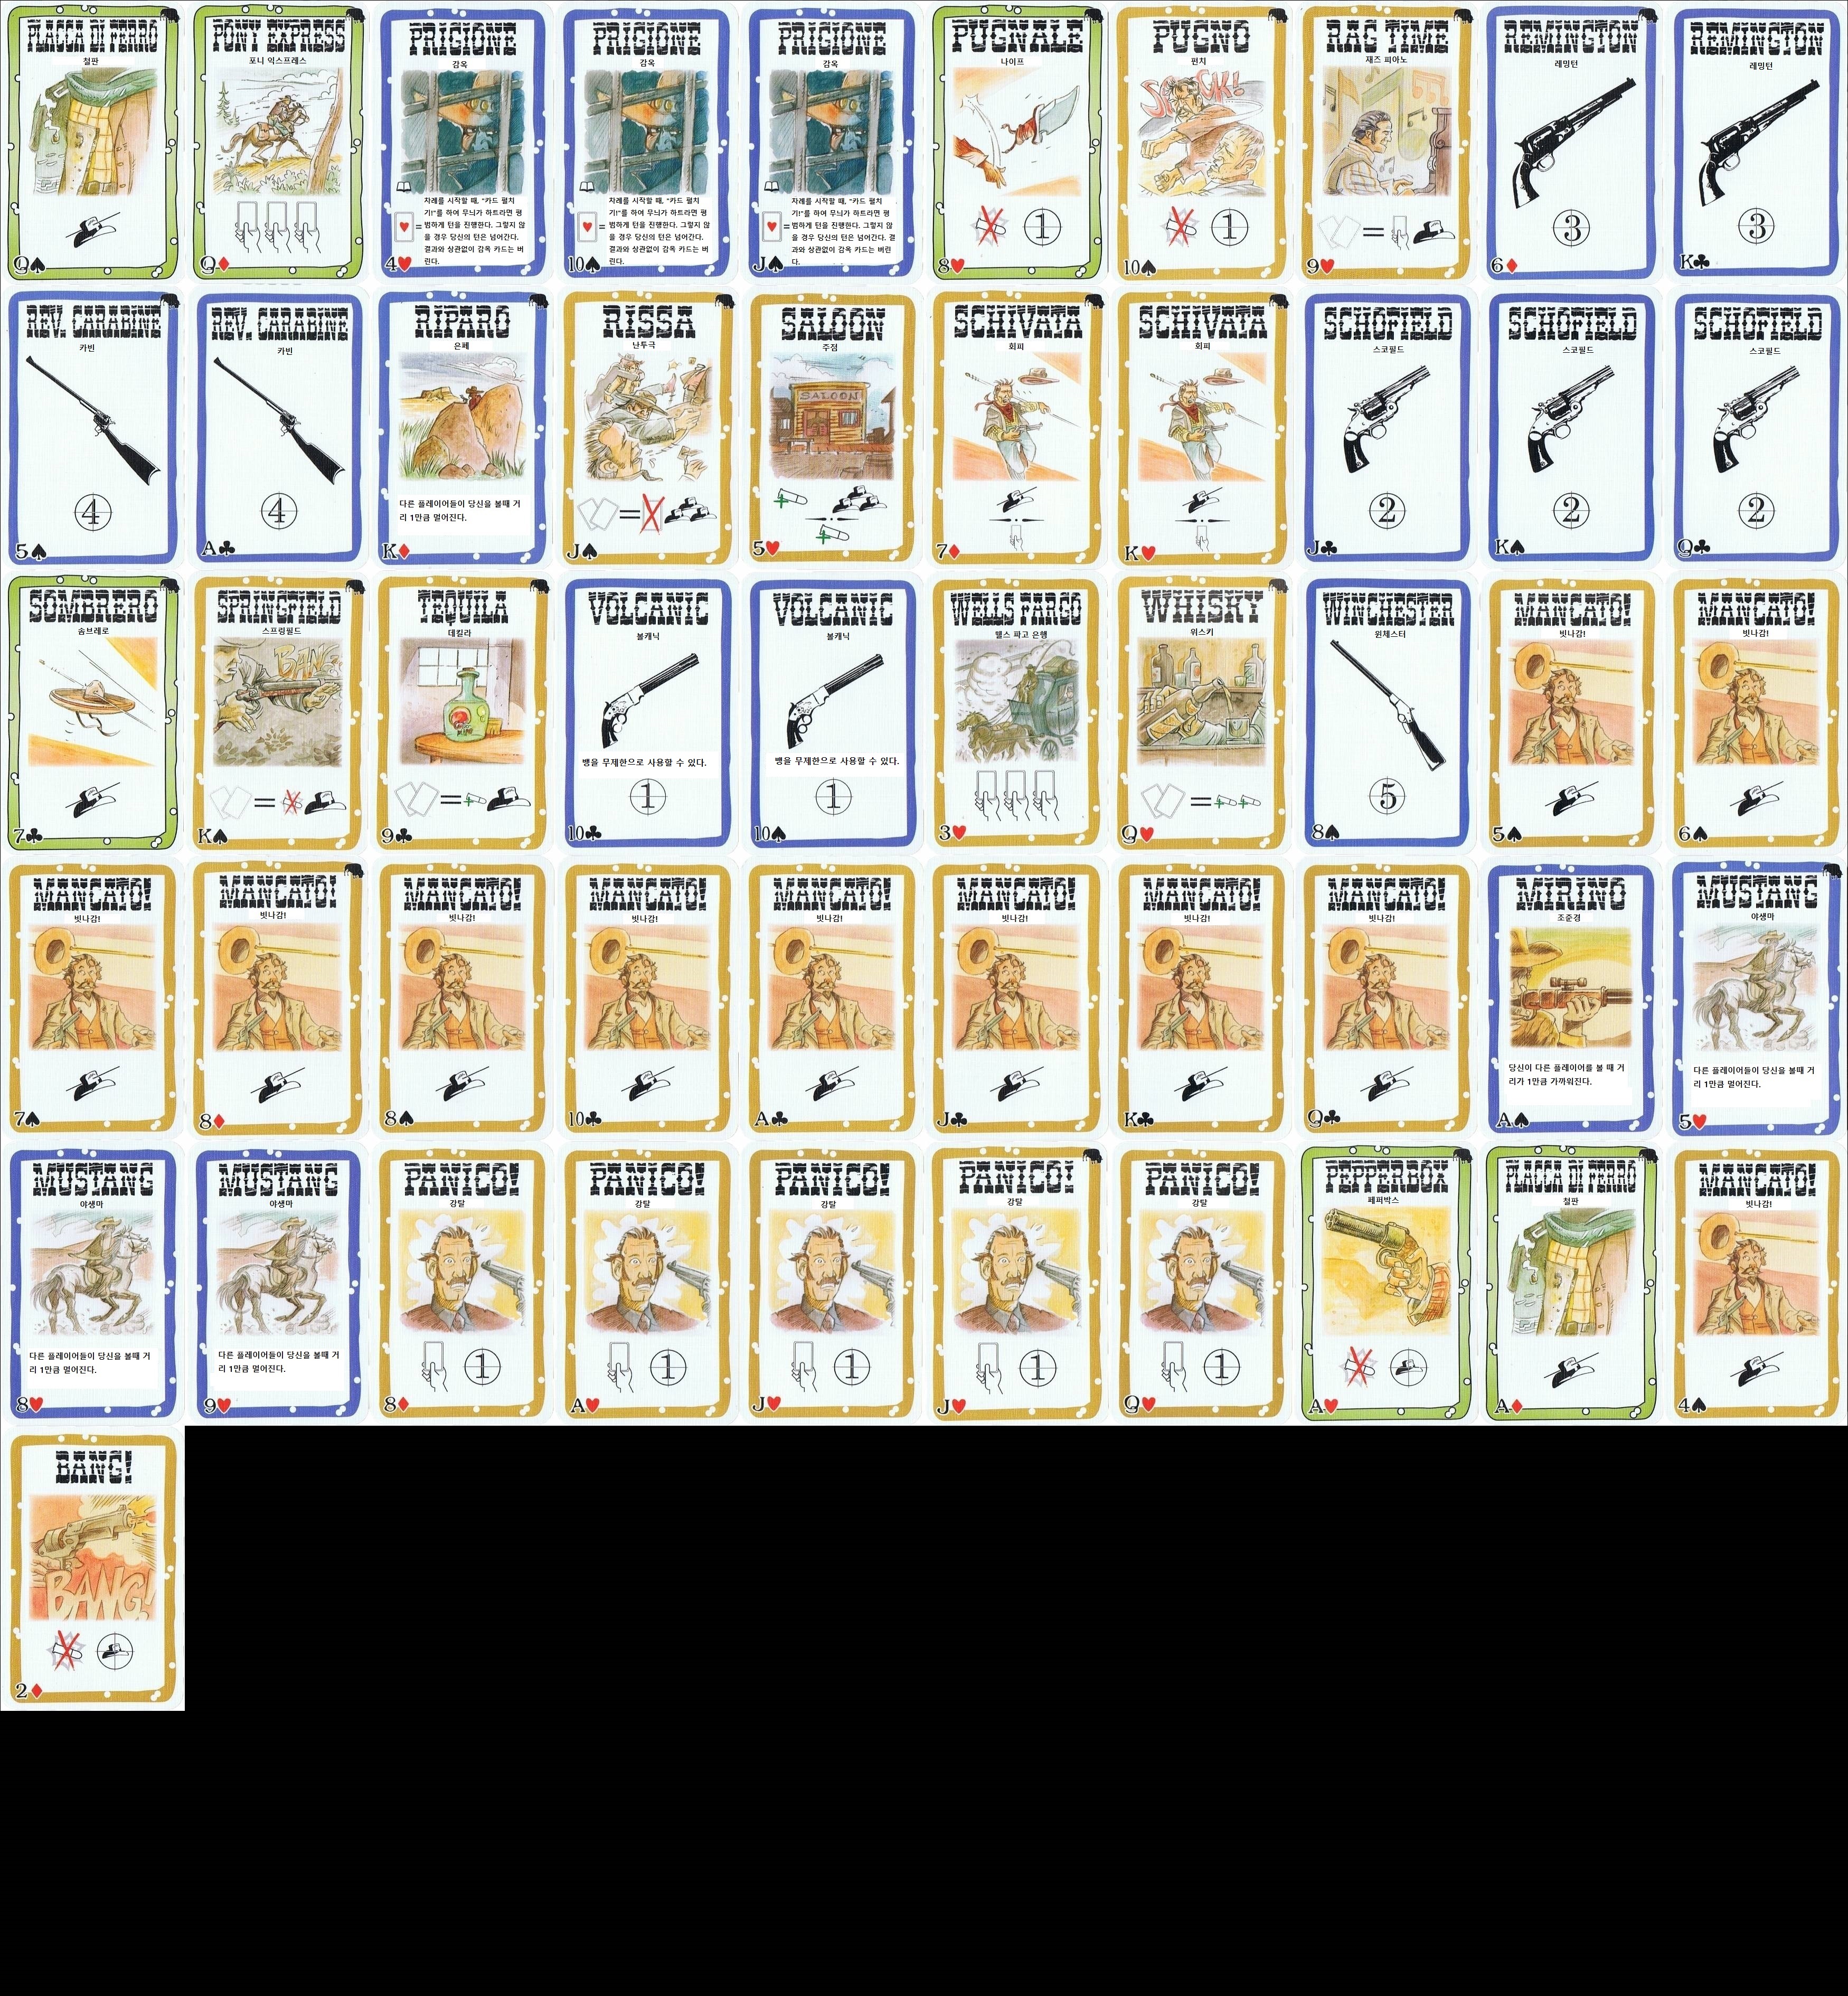 PLACCA DI FERRO
철판
Q♠
PONY EXPRESS
포니 익스프레스
Q♦
PRIGIONE
감옥
차례를 시작할 때, "카드 펼치
기!"를 하여 무늬가 하트라면 평
= 범하게 턴을 진행한다. 그렇지 않
을 경우 당신의 턴은 넘어간다.
결과와 상관없이 감옥 카드는 버
린다.
4♥
PRIGIONE
감옥
차례를 시작할 때, "카드 펼치
기!"를 하여 무늬가 하트라면 평
= 범하게 턴을 진행한다. 그렇지 않
을 경우 당신의 턴은 넘어간다.
결과와 상관없이 감옥 카드는 버
린다.
10♠
PRIGIONE
감옥
차례를 시작할 때, "카드 펼치
기!"를 하여 무늬가 하트라면 평
= 범하게 턴을 진행한다. 그렇지 않
을 경우 당신의 턴은 넘어간다. 결
과와 상관없이 감옥 카드는 버린
다.
J♠
PUGNALE
나이프
1
8♥
PUGNO
펀치
SPOCK!
1
10♠
RAG TIME
재즈 피아노
=
9♥
REMINGTON
레밍턴
3
6♦
REMINGTON
레밍턴
3
K♣
REV. CARABINE
카빈
4
5♠
REV. CARABINE
카빈
4
A♣
RIPARO
은폐
다른 플레이어들이 당신을 볼때 거
리 1만큼 멀어진다.
K♦
RISSA
난투극
=
J♠
SALOON
주점
SALOON
5♥
SCHIVATA
회피
7♦
SCHIVATA
회피
K♥
SCHOFIELD
스코필드
2
J♣
SCHOFIELD
스코필드
2
K♠
SCHOFIELD
스코필드
2
Q♣
SOMBRERO
솜브레로
7♣
SPRINGFIELD
스프링필드
BANG
=
K♠
TEQUILA
데킬라
=
9♣
VOLCANIC
볼캐닉
뱅을 무제한으로 사용할 수 있다.
1
10♣
VOLCANIC
볼캐닉
뱅을 무제한으로 사용할 수 있다.
1
10♠
WELLS FARGO
웰스 파고 은행
3♥
WHISKY
위스키
=
Q♥
WINCHESTER
윈체스터
5
8♠
MANCATO!
빗나감!
5♠
MANCATO!
빗나감!
6♠
MANCATO!
빗나감!
7♠
MANCATO!
빗나감!
8♦
MANCATO!
빗나감!
8♠
MANCATO!
빗나감!
10♣
MANCATO!
빗나감!
A♣
MANCATO!
빗나감!
J♣
MANCATO!
빗나감!
K♣
MANCATO!
빗나감!
Q♣
MIRINO
조준경
당신이 다른 플레이어를 볼 때 거
리가 1만큼 가까워진다.
A♠
MUSTANG
야생마
다른 플레이어들이 당신을 볼때 거
리 1만큼 멀어진다.
5♥
MUSTANG
야생마
다른 플레이어들이 당신을 볼때 거
리 1만큼 멀어진다.
8♥
MUSTANG
야생마
다른 플레이어들이 당신을 볼때 거
리 1만큼 멀어진다.
9♥
PANICO!
강탈
1
8♦
PANICO!
강탈
1
A♥
PANICO!
강탈
1
J♥
PANICO!
강탈
1
J♥
PANICO!
강탈
1
Q♥
PEPPERBOX
페퍼박스
A♥
PLACCA DI FERRO
철판
A♦
MANCATO!
빗나감!
4♠
BANG!
BANG!
2♦